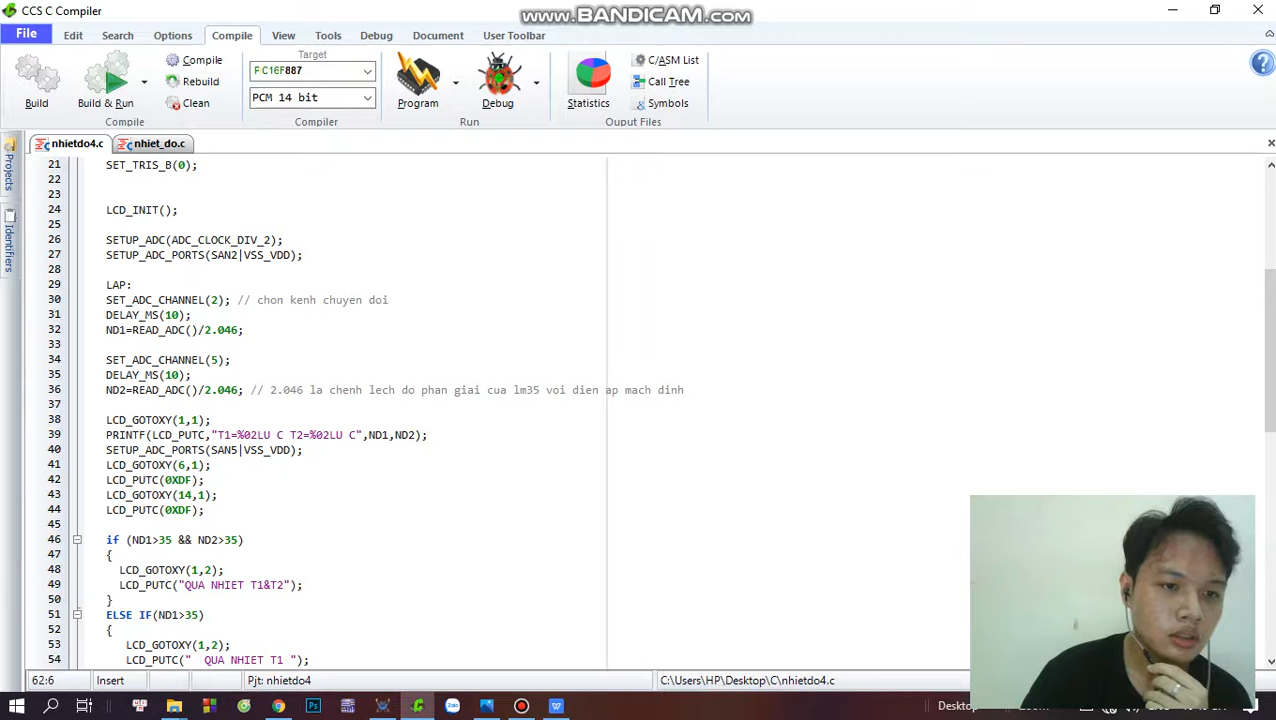 CCS C Compiler
www.BANDICAM.com
File Edit Search Options Compile View Tools Debug Document User Toolbar
Build
Build & Run
Compile
Rebuild
Clean
Compile
Target
PIC16F887
PCM 14 bit
Compiler
Program
Debug
Run
Statistics
C/ASM List
Call Tree
Symbols
Ouput Files
Projects
Identifiers
nhietdo4.c nhiet_do.c
21 SET_TRIS_B(0);
22
23
24 LCD_INIT();
25
26 SETUP_ADC(ADC_CLOCK_DIV_2);
27 SETUP_ADC_PORTS(SAN2|VSS_VDD);
28
29 LAP:
30 SET_ADC_CHANNEL(2); // chon kenh chuyen doi
31 DELAY_MS(10);
32 ND1=READ_ADC()/2.046;
33
34 SET_ADC_CHANNEL(5);
35 DELAY_MS(10);
36 ND2=READ_ADC()/2.046; // 2.046 la chenh lech do phan giai cua lm35 voi dien ap mach dinh
37
38 LCD_GOTOXY(1,1);
39 PRINTF(LCD_PUTC,"T1=%02LU C T2=%02LU C",ND1,ND2);
40 SETUP_ADC_PORTS(SAN5|VSS_VDD);
41 LCD_GOTOXY(6,1);
42 LCD_PUTC(0XDF);
43 LCD_GOTOXY(14,1);
44 LCD_PUTC(0XDF);
45
46 if (ND1>35 && ND2>35)
47 {
48 LCD_GOTOXY(1,2);
49 LCD_PUTC("QUA NHIET T1&T2");
50 }
51 ELSE IF(ND1>35)
52 {
53 LCD_GOTOXY(1,2);
54 LCD_PUTC("  QUA NHIET T1 ");
62:6 Insert Pjt: nhietdo4 C:\Users\HP\Desktop\C\nhietdo4.c
Desktop